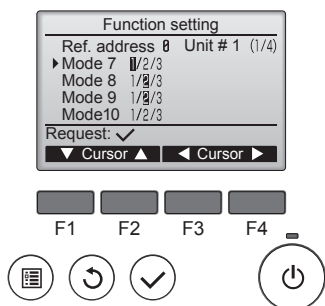 Function setting
Ref. address 0 Unit # 1 (1/4)
Mode 7 1/2/3
Mode 8 1/2/3
Mode 9 1/2/3
Mode10 1/2/3
Request: ✓
▼ Cursor ▲ ◀ Cursor ▶
F1 F2 F3 F4